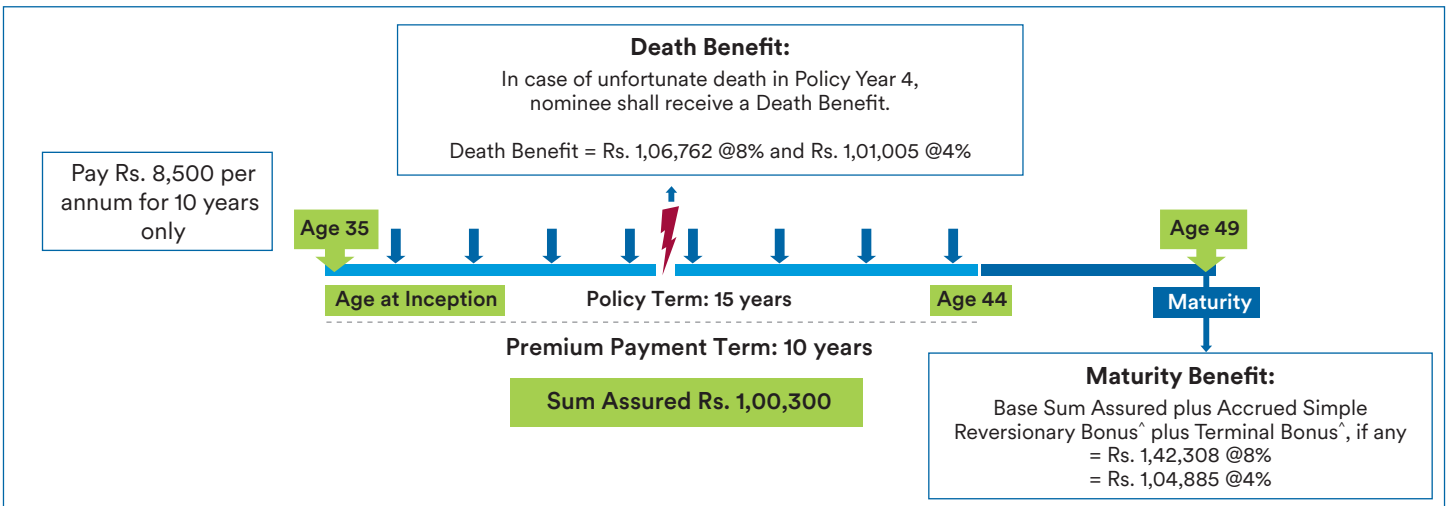 Death Benefit:
In case of unfortunate death in Policy Year 4,
nominee shall receive a Death Benefit.
Death Benefit = Rs. 1,06,762 @8% and Rs. 1,01,005 @4%
Pay Rs. 8,500 per
annum for 10 years
only
Age 35
Age 49
Age at Inception
Policy Term: 15 years
Age 44
Maturity
Premium Payment Term: 10 years
Sum Assured Rs. 1,00,300
Maturity Benefit:
Base Sum Assured plus Accrued Simple
Reversionary Bonus^ plus Terminal Bonus^, if any
= Rs. 1,42,308 @8%
= Rs. 1,04,885 @4%